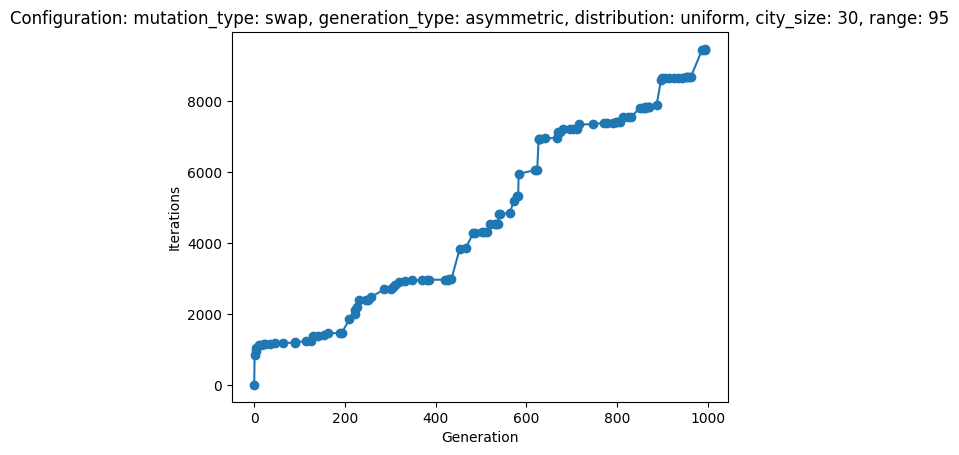 Configuration: mutation_type: swap, generation_type: asymmetric, distribution: uniform, city_size: 30, range: 95
8000
6000
4000
2000
0
Iterations
0 200 400 600 800 1000
Generation